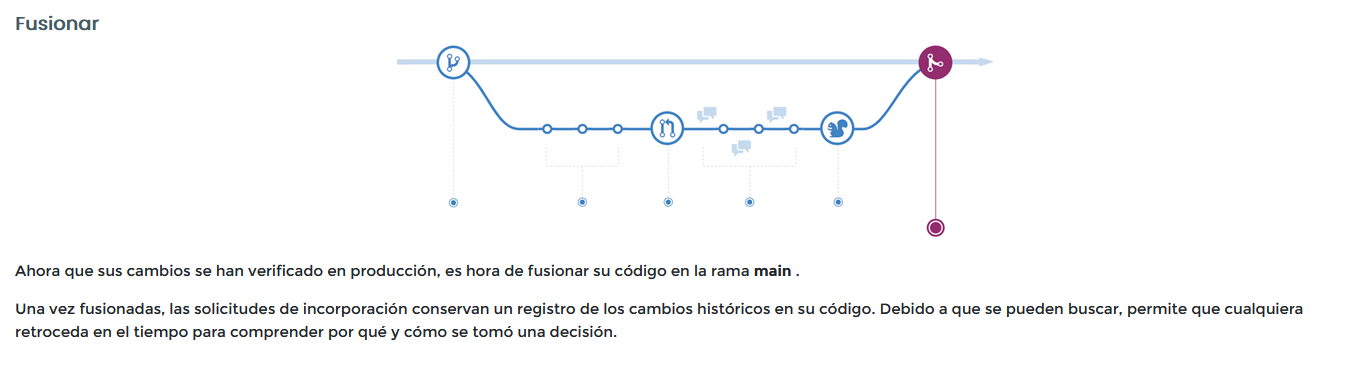 Fusionar
Ahora que sus cambios se han verificado en producción, es hora de fusionar su código en la rama main .
Una vez fusionadas, las solicitudes de incorporación conservan un registro de los cambios históricos en su código. Debido a que se pueden buscar, permite que cualquiera
retroceda en el tiempo para comprender por qué y cómo se tomó una decisión.